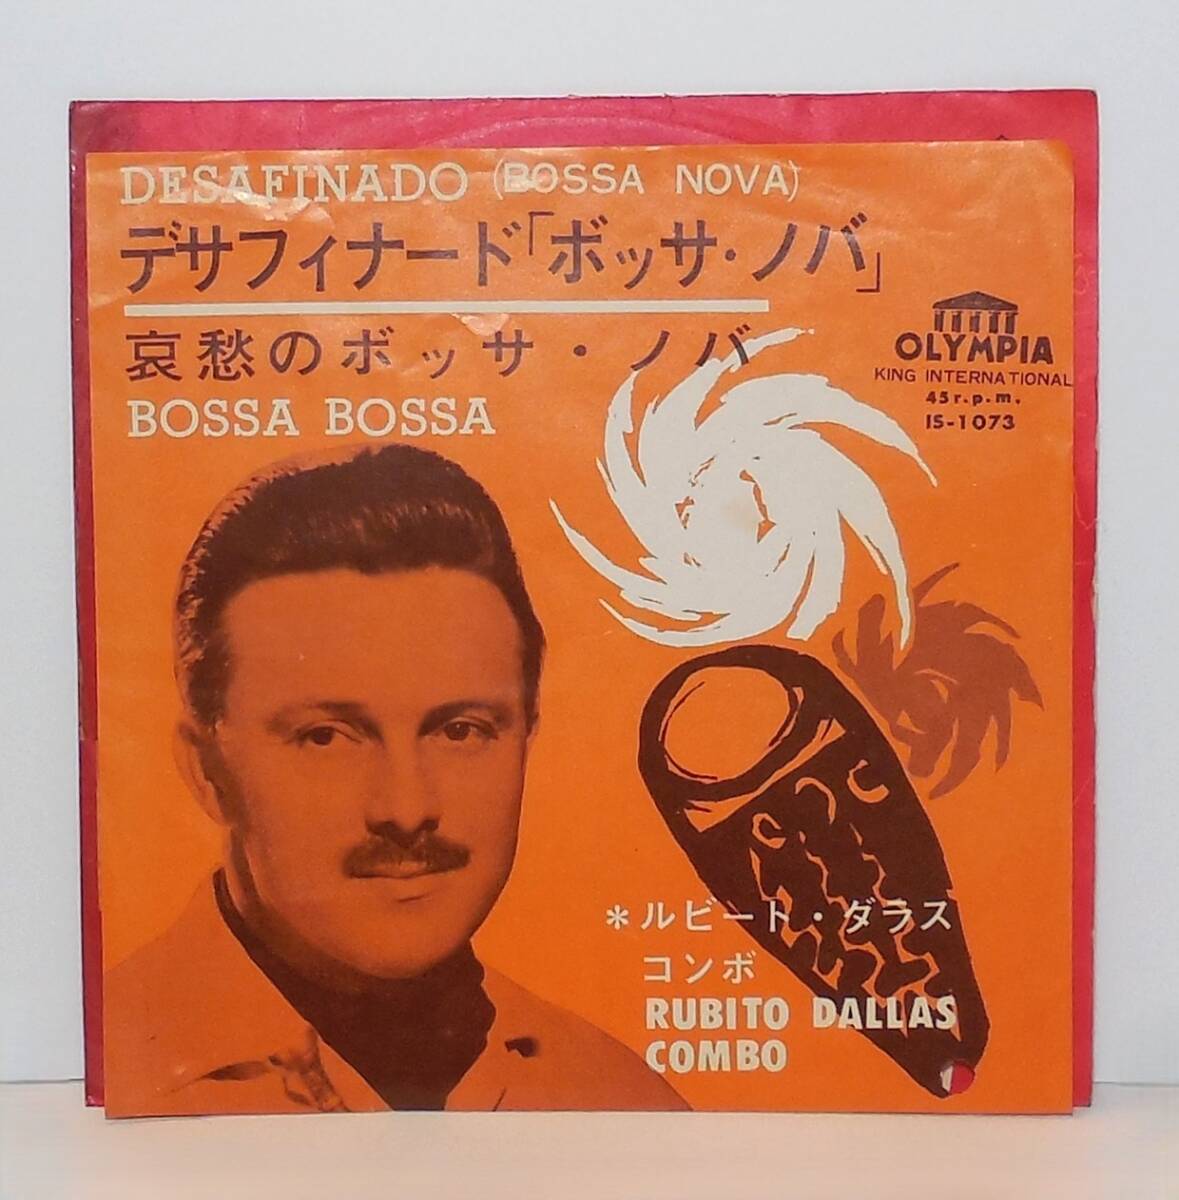 DESAFINADO (BOSSA NOVA)
デサフィナード「ボッサ・ノバ」
哀愁のボッサ・ノバ
BOSSA BOSSA
OLYMPIA
KING INTERNATIONAL
45 r.p.m.
IS-1073
＊ルビート・ダラス
コンボ
RUBITO DALLAS
COMBO